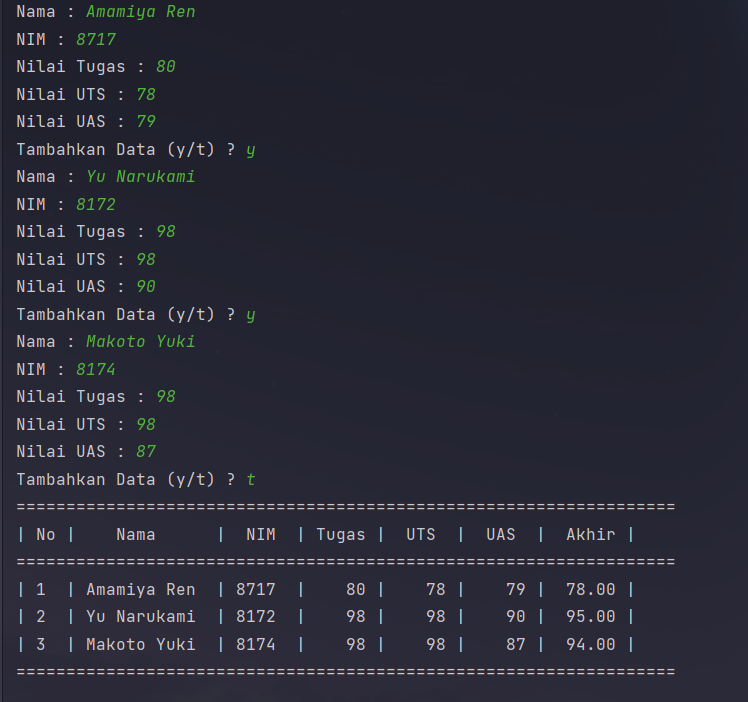 Nama : Amamiya Ren
NIM : 8717
Nilai Tugas : 80
Nilai UTS : 78
Nilai UAS : 79
Tambahkan Data (y/t) ? y
Nama : Yu Narukami
NIM : 8172
Nilai Tugas : 98
Nilai UTS : 98
Nilai UAS : 90
Tambahkan Data (y/t) ? y
Nama : Makoto Yuki
NIM : 8174
Nilai Tugas : 98
Nilai UTS : 98
Nilai UAS : 87
Tambahkan Data (y/t) ? t
==================================================================
| No |    Nama      |  NIM  | Tugas |  UTS  |  UAS  |  Akhir |
==================================================================
| 1  | Amamiya Ren  | 8717  |    80 |    78 |    79 |  78.00 |
| 2  | Yu Narukami  | 8172  |    98 |    98 |    90 |  95.00 |
| 3  | Makoto Yuki  | 8174  |    98 |    98 |    87 |  94.00 |
==================================================================